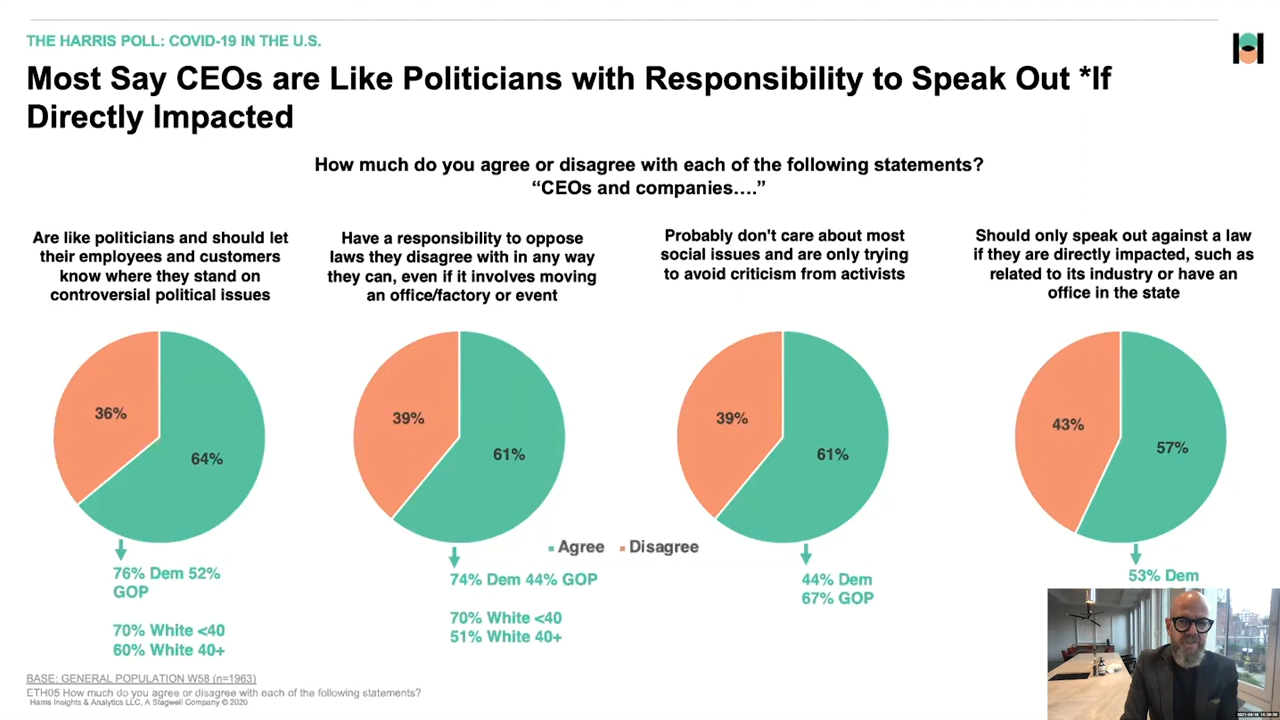 THE HARRIS POLL: COVID-19 IN THE U.S.
Most Say CEOs are Like Politicians with Responsibility to Speak Out *If
Directly Impacted
How much do you agree or disagree with each of the following statements?
“CEOs and companies….”
Are like politicians and should let
their employees and customers
know where they stand on
controversial political issues
36%
64%
76% Dem 52%
GOP
70% White <40
60% White 40+
Have a responsibility to oppose
laws they disagree with in any way
they can, even if it involves moving
an office/factory or event
39%
61%
74% Dem 44% GOP
70% White <40
51% White 40+
Probably don't care about most
social issues and are only trying
to avoid criticism from activists
39%
61%
44% Dem
67% GOP
Should only speak out against a law
if they are directly impacted, such as
related to its industry or have an
office in the state
43%
57%
53% Dem
Agree Disagree
BASE: GENERAL POPULATION W58 (n=1963)
ETH05 How much do you agree or disagree with each of the following statements?
Harris Insights & Analytics LLC, A Stagwell Company © 2020